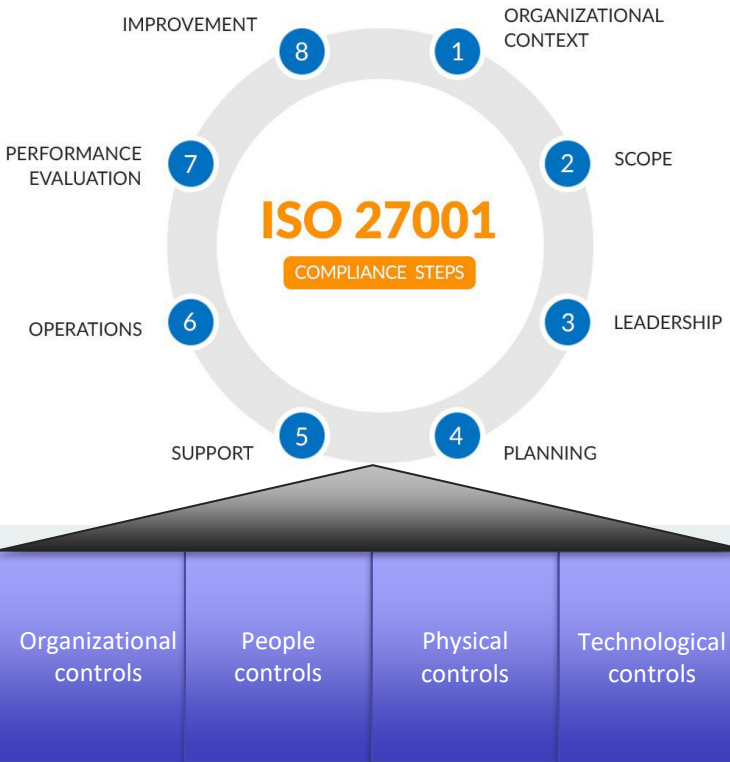 ISO 27001
COMPLIANCE STEPS
1
ORGANIZATIONAL
CONTEXT
2
SCOPE
3
LEADERSHIP
4
PLANNING
5
SUPPORT
6
OPERATIONS
7
PERFORMANCE
EVALUATION
8
IMPROVEMENT
Organizational
controls
People
controls
Physical
controls
Technological
controls